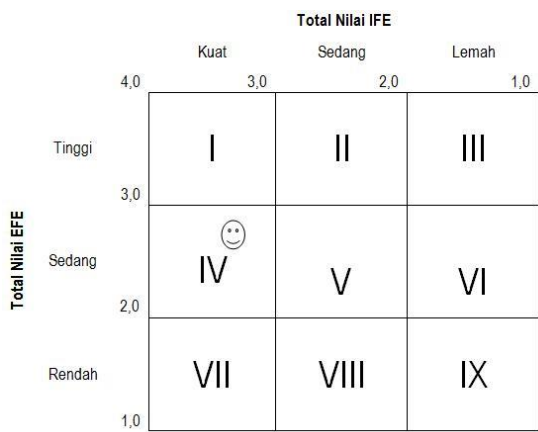 Total Nilai IFE
Kuat Sedang Lemah
4,0 3,0 2,0 1,0
Tinggi I II III
3,0
Total Nilai EFE
Sedang IV V VI
2,0
Rendah VII VIII IX
1,0